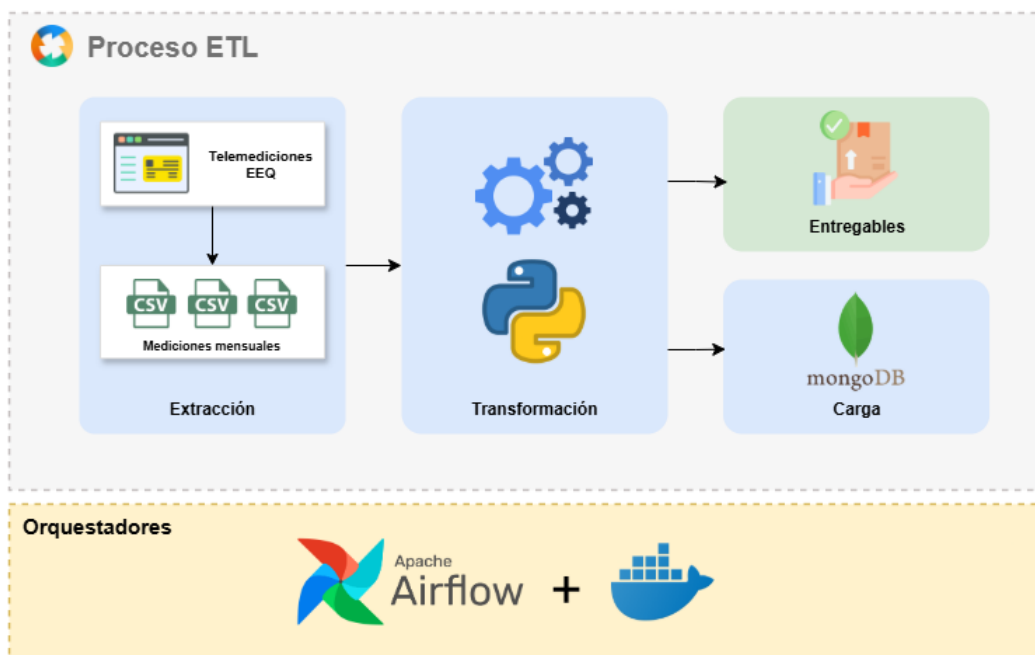 Proceso ETL
Telemediciones
EEQ
CSV CSV CSV
Mediciones mensuales
Extracción
Transformación
Entregables
mongoDB
Carga
Orquestadores
Apache
Airflow +